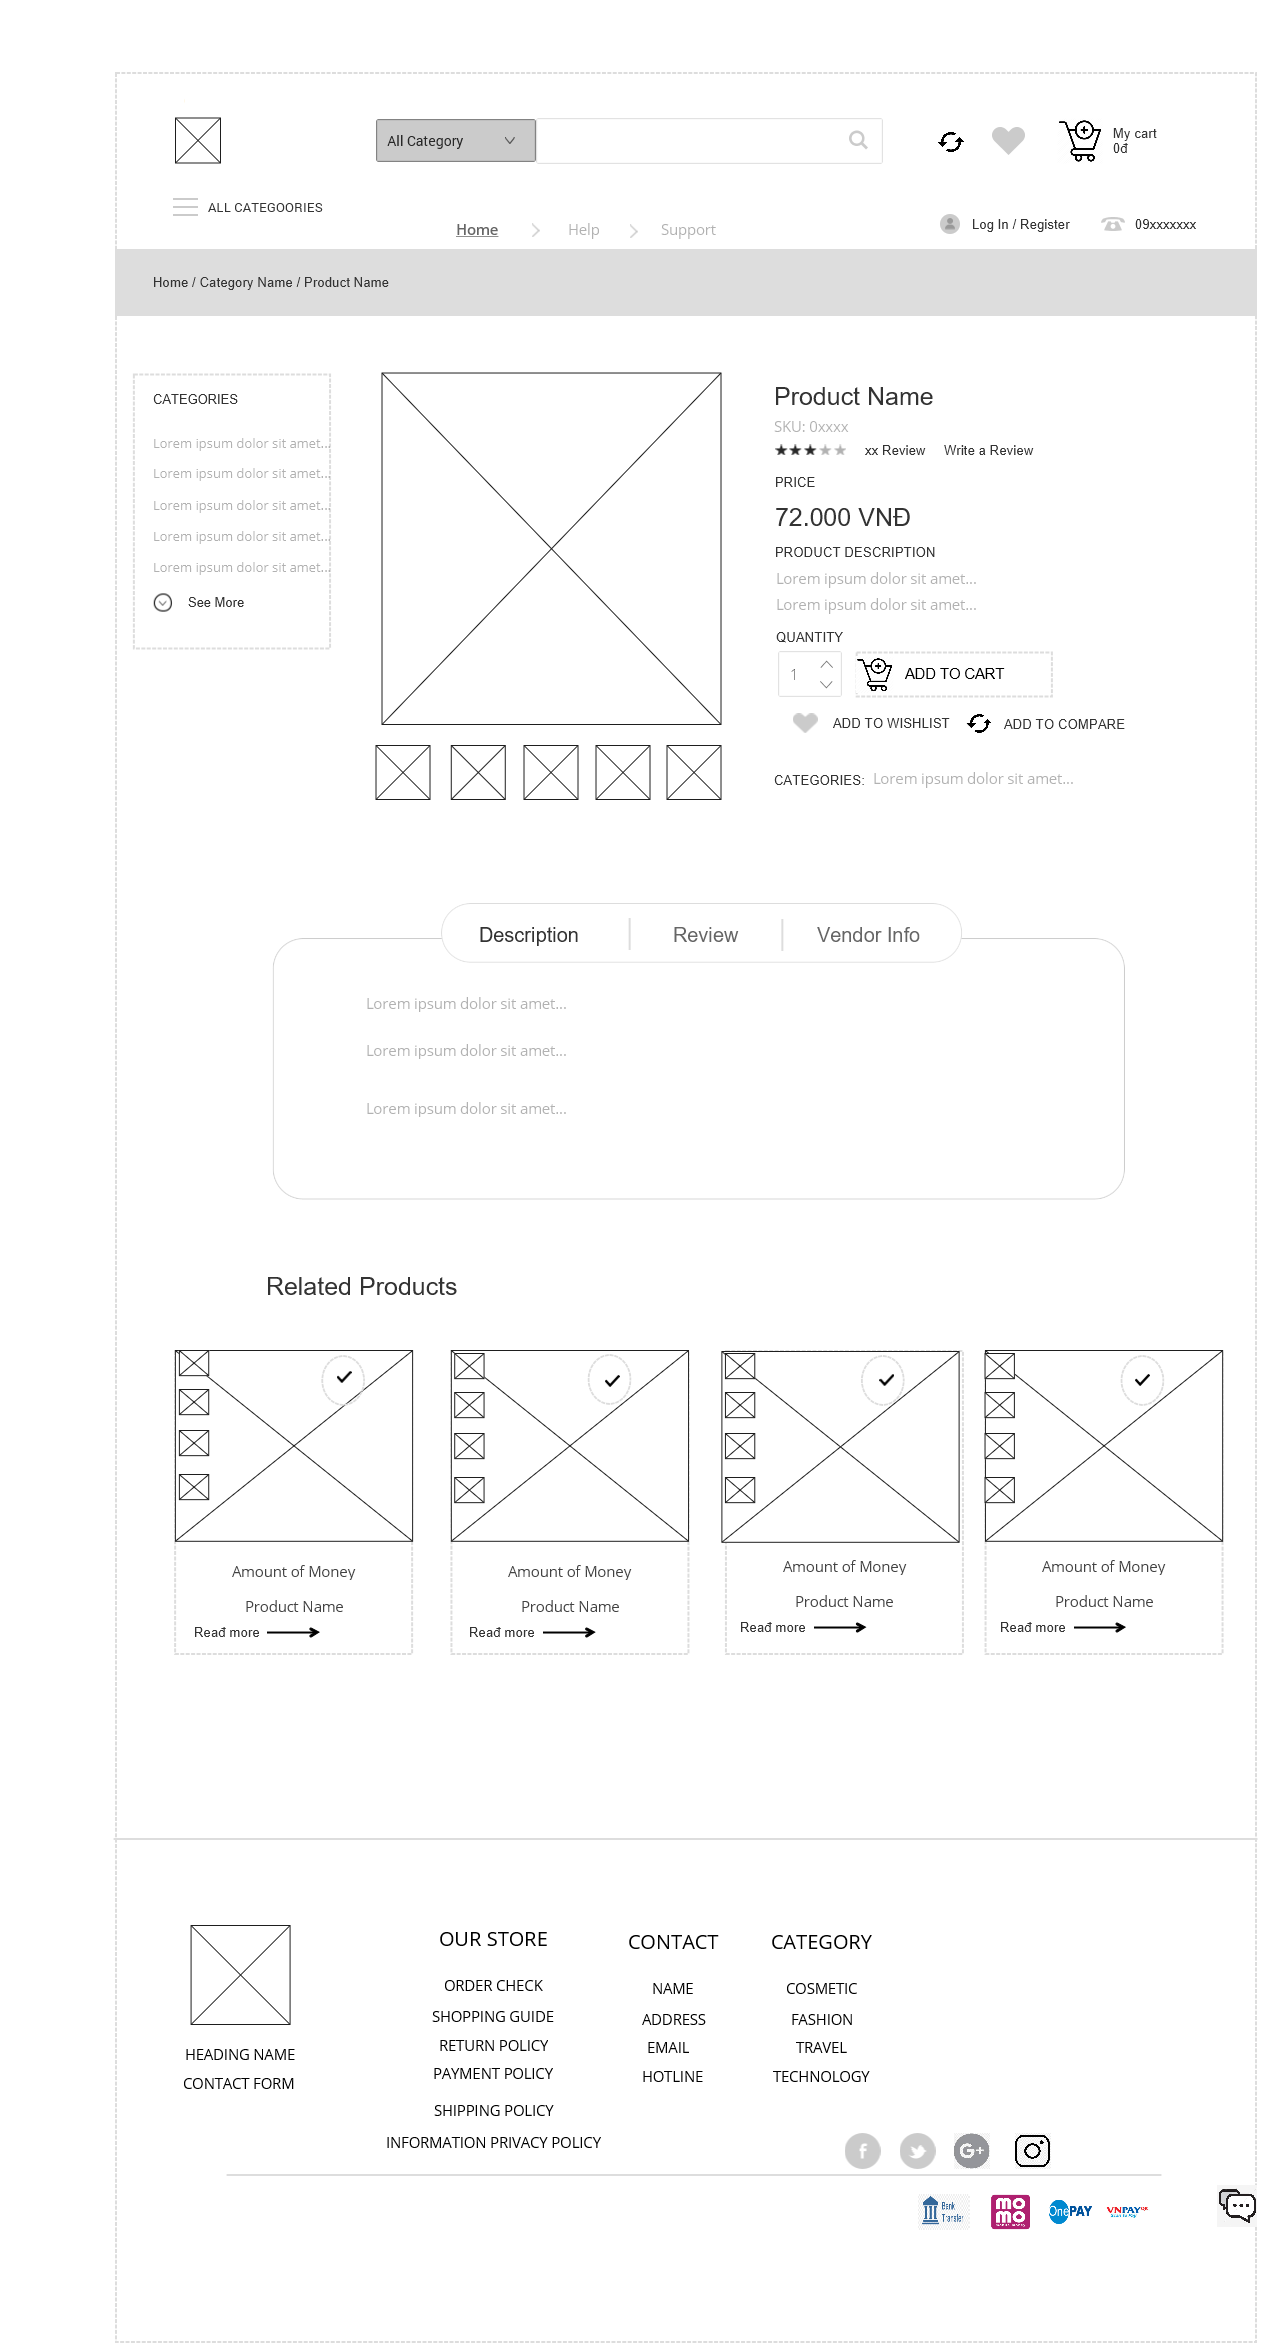 All Category
My cart
0đ
ALL CATEGOORIES
Home
Help
Support
Log In / Register
09xxxxxxx
Home / Category Name / Product Name
CATEGORIES
Lorem ipsum dolor sit amet...
Lorem ipsum dolor sit amet...
Lorem ipsum dolor sit amet...
Lorem ipsum dolor sit amet...
Lorem ipsum dolor sit amet...
See More
Product Name
SKU: 0xxxx
xx Review
Write a Review
PRICE
72.000 VNĐ
PRODUCT DESCRIPTION
Lorem ipsum dolor sit amet...
Lorem ipsum dolor sit amet...
QUANTITY
1
ADD TO CART
ADD TO WISHLIST
ADD TO COMPARE
CATEGORIES:
Lorem ipsum dolor sit amet...
Description
Review
Vendor Info
Lorem ipsum dolor sit amet...
Lorem ipsum dolor sit amet...
Lorem ipsum dolor sit amet...
Related Products
Amount of Money
Product Name
Read more
Amount of Money
Product Name
Read more
Amount of Money
Product Name
Read more
Amount of Money
Product Name
Read more
HEADING NAME
CONTACT FORM
OUR STORE
ORDER CHECK
SHOPPING GUIDE
RETURN POLICY
PAYMENT POLICY
SHIPPING POLICY
INFORMATION PRIVACY POLICY
CONTACT
NAME
ADDRESS
EMAIL
HOTLINE
CATEGORY
COSMETIC
FASHION
TRAVEL
TECHNOLOGY
f
G+
Bank
Transfer
mo
mo
OnePAY
VNPAY